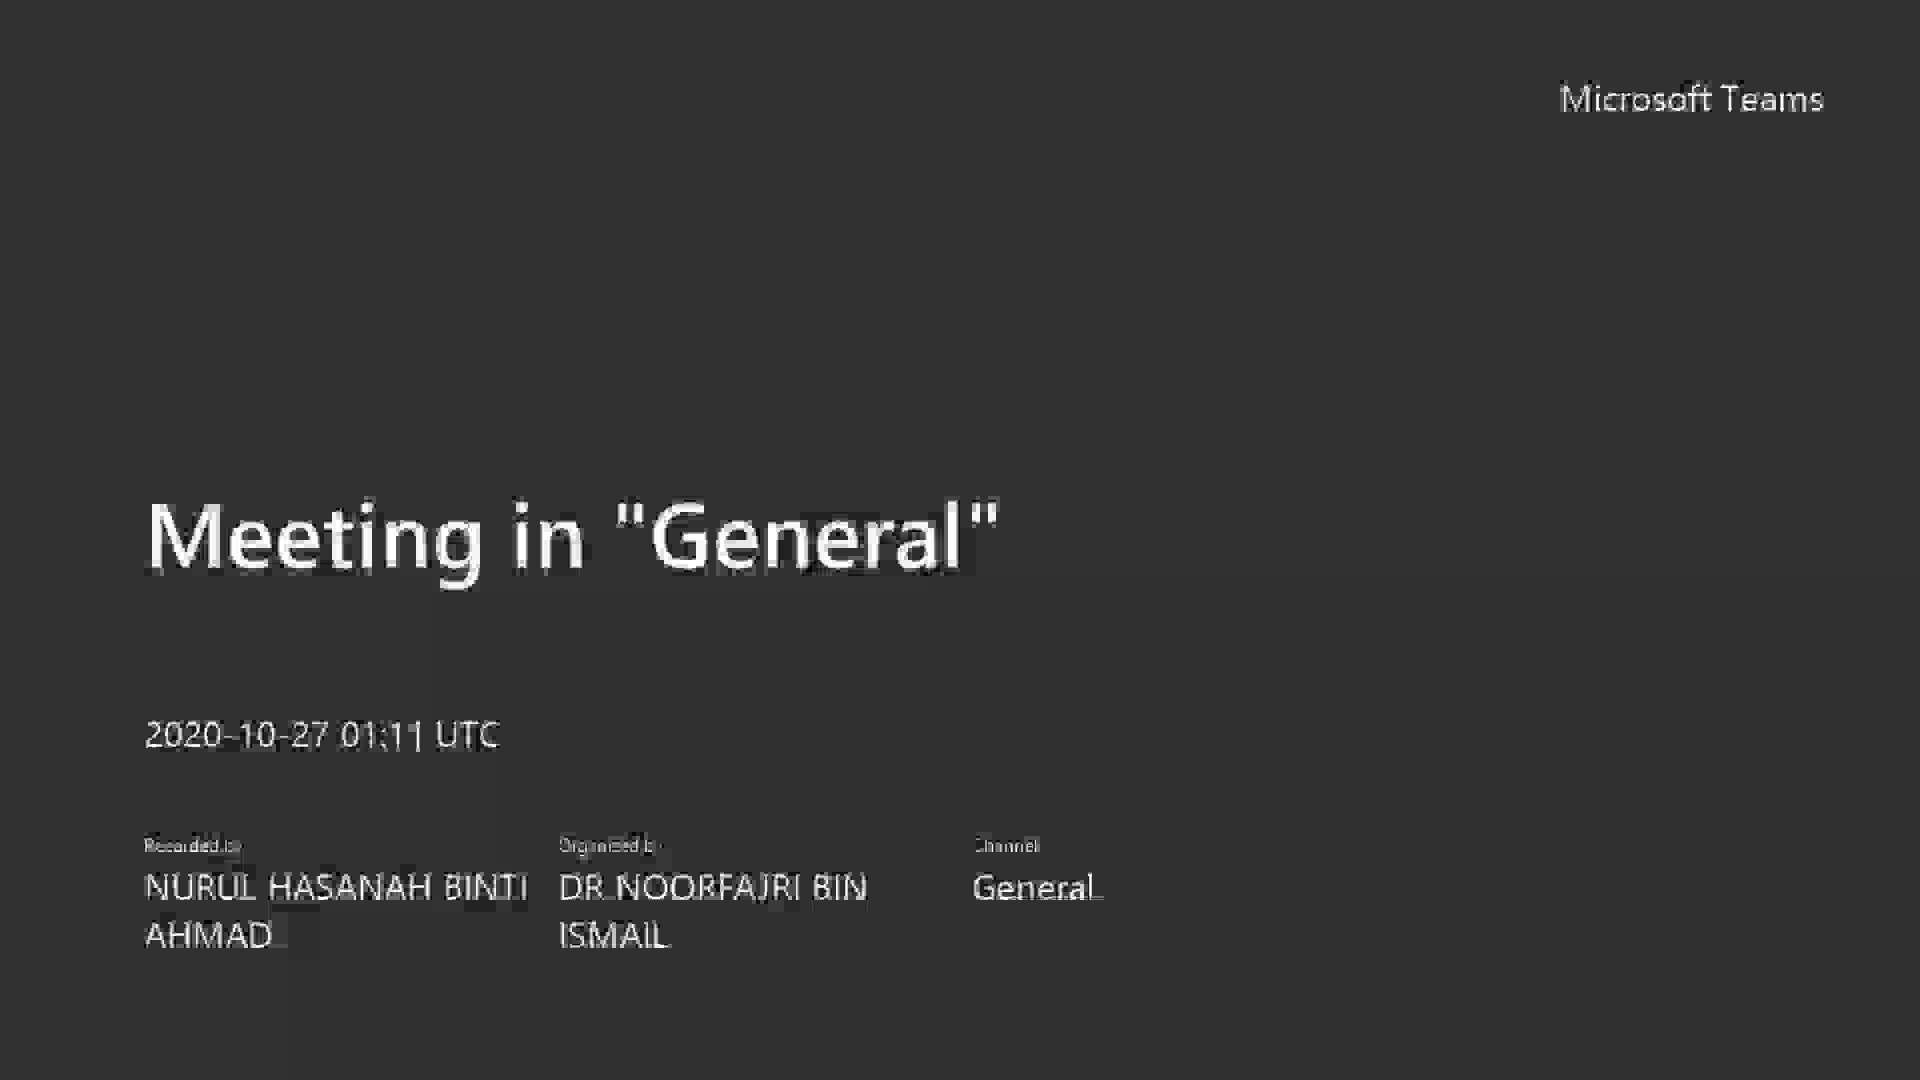 Microsoft Teams
Meeting in "General"
2020-10-27 01:11 UTC
Recorded by
Organized by
Channel
NURUL HASANAH BINTI
AHMAD
DR NOORFAJRI BIN
ISMAIL
General